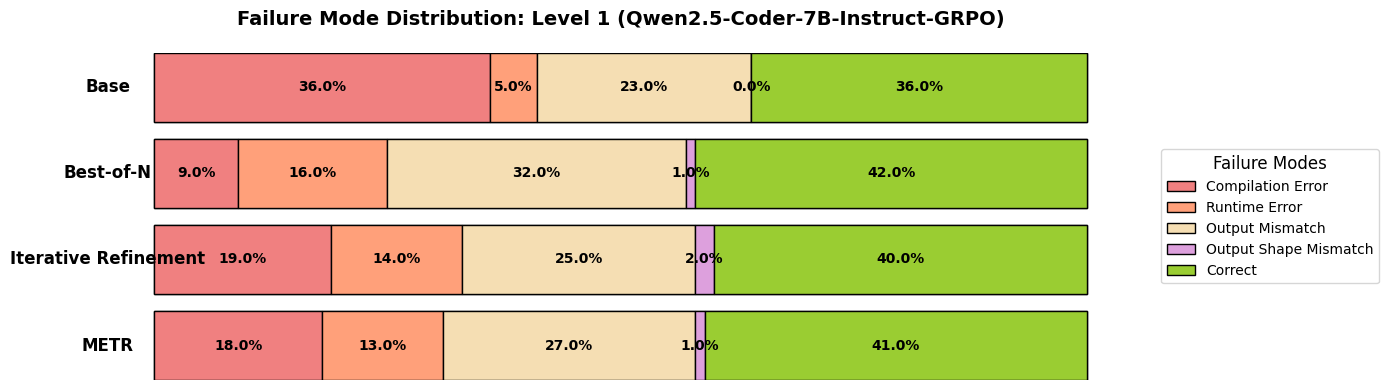 Failure Mode Distribution: Level 1 (Qwen2.5-Coder-7B-Instruct-GRPO)
Base 36.0% 5.0% 23.0% 0.0% 36.0%
Best-of-N 9.0% 16.0% 32.0% 1.0% 42.0%
Iterative Refinement 19.0% 14.0% 25.0% 2.0% 40.0%
METR 18.0% 13.0% 27.0% 1.0% 41.0%
Failure Modes
Compilation Error
Runtime Error
Output Mismatch
Output Shape Mismatch
Correct